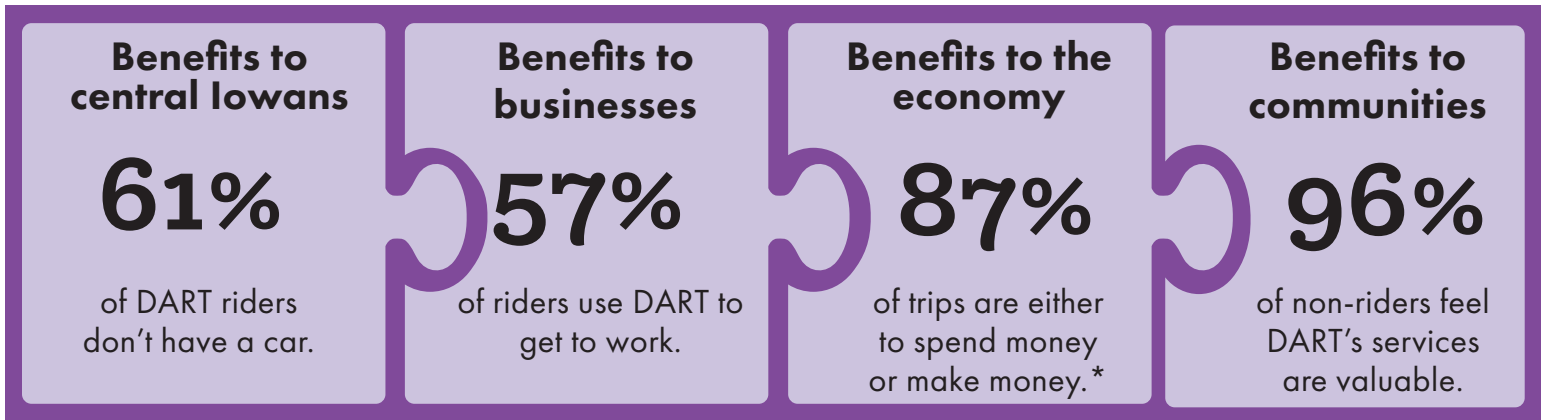 Benefits to
central Iowans
61%
of DART riders
don't have a car.
Benefits to
businesses
57%
of riders use DART to
get to work.
Benefits to the
economy
87%
of trips are either
to spend money
or make money.*
Benefits to
communities
96%
of non-riders feel
DART's services
are valuable.